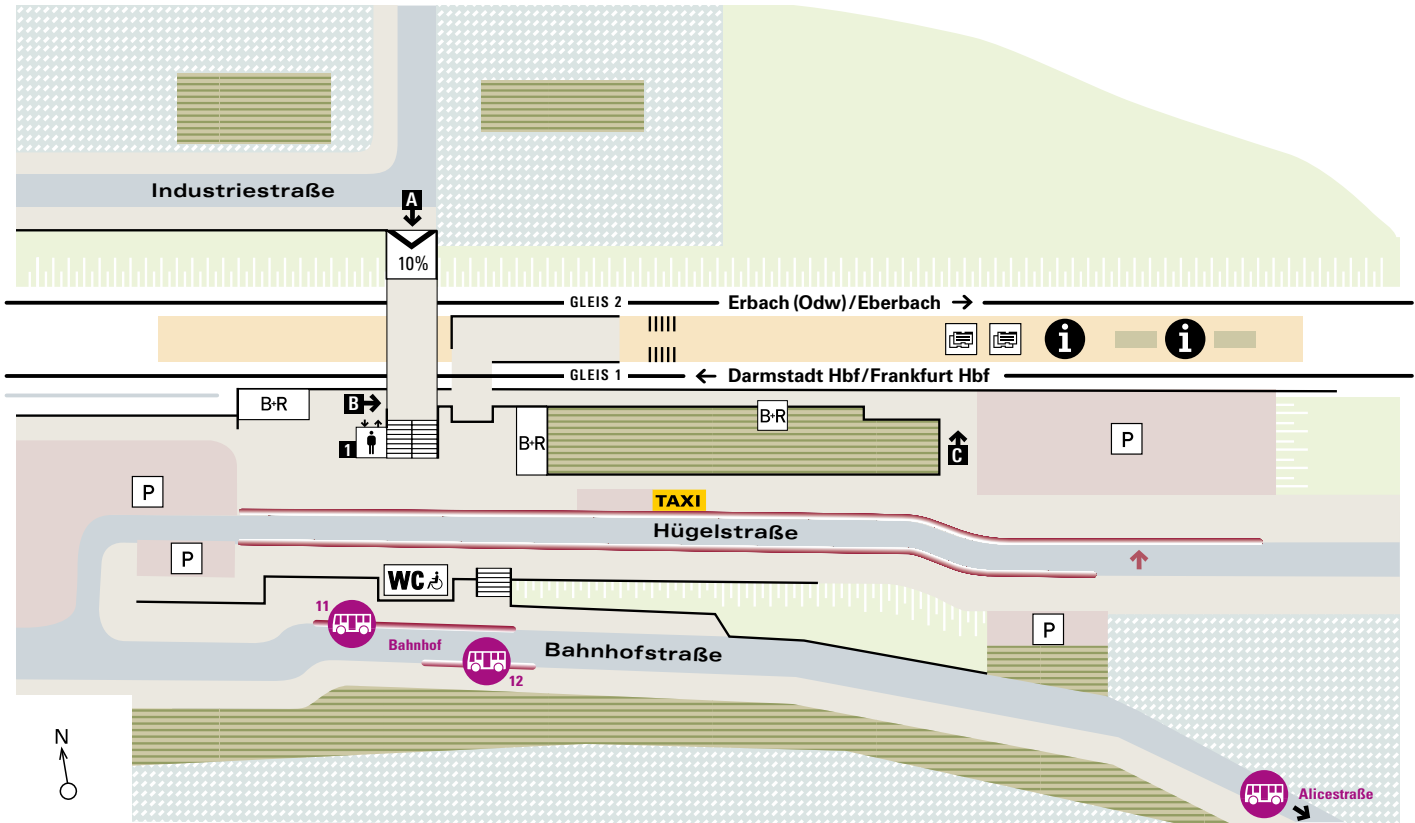 Industriestraße
A
10%
GLEIS 2
Erbach (Odw)/Eberbach →
i
i
GLEIS 1
← Darmstadt Hbf/Frankfurt Hbf
B+R
B →
1
B+R
B+R
C
P
P
TAXI
Hügelstraße
P
WC
11
Bahnhof
12
Bahnhofstraße
P
N
Alicestraße